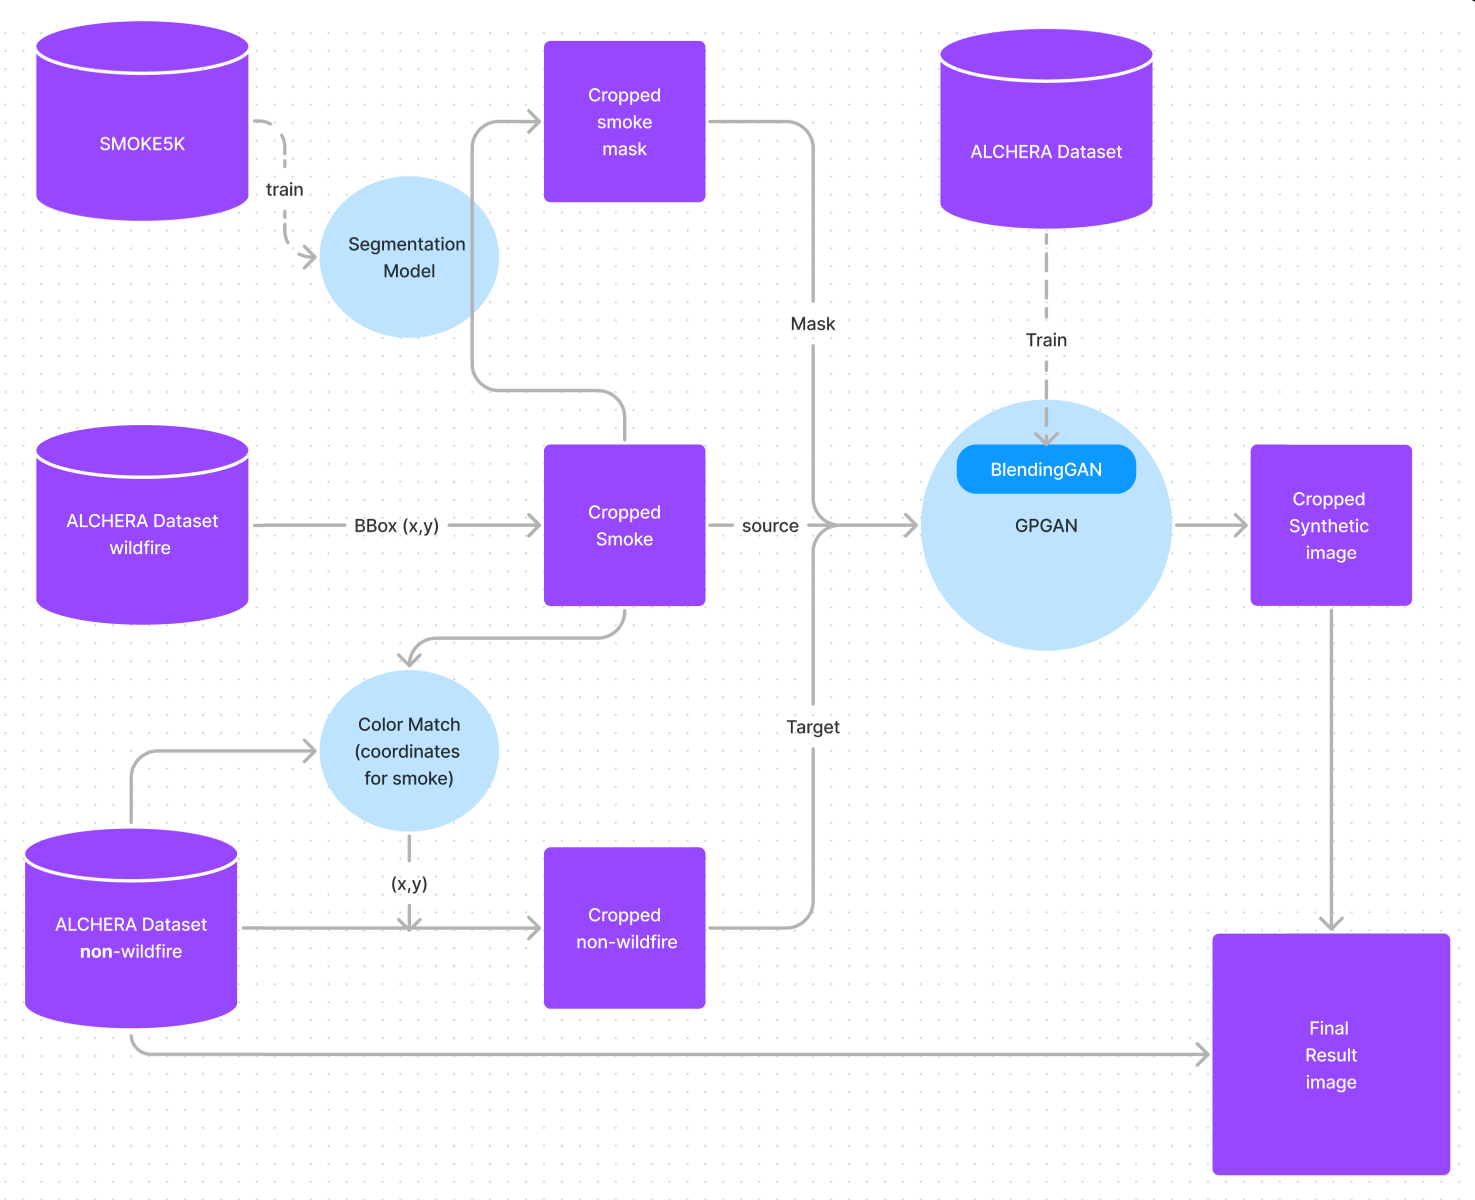 SMOKE5K
train
Segmentation
Model
Cropped
smoke
mask
ALCHERA Dataset
Mask
Train
ALCHERA Dataset
wildfire
BBox (x,y)
Cropped
Smoke
source
BlendingGAN
GPGAN
Cropped
Synthetic
image
Color Match
(coordinates
for smoke)
Target
(x,y)
ALCHERA Dataset
non-wildfire
Cropped
non-wildfire
Final
Result
image